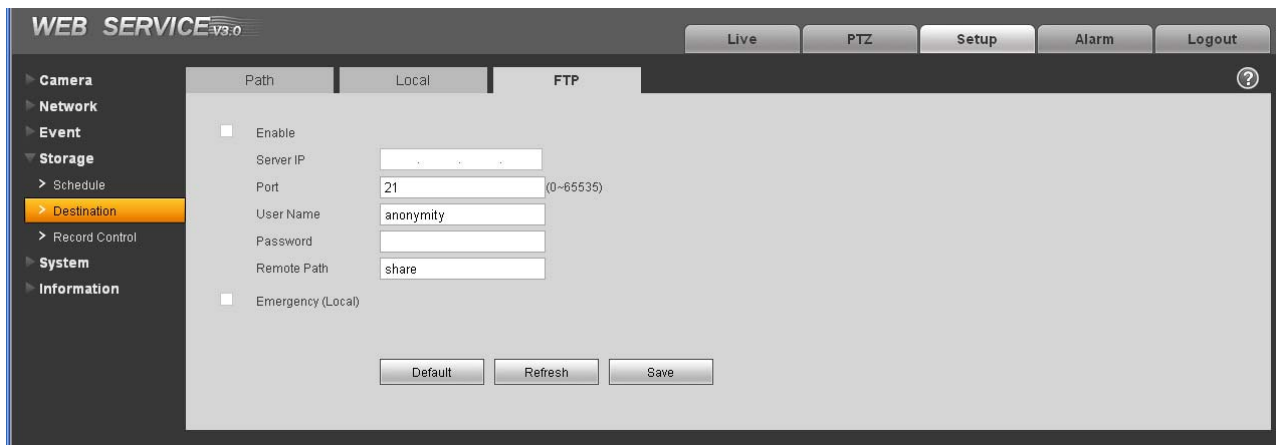 WEB SERVICE V3.0
Live
PTZ
Setup
Alarm
Logout
Camera
Network
Event
Storage
> Schedule
> Destination
> Record Control
System
Information
Path
Local
FTP
?
Enable
Server IP . . .
Port 21 (0~65535)
User Name anonymity
Password
Remote Path share
Emergency (Local)
Default
Refresh
Save